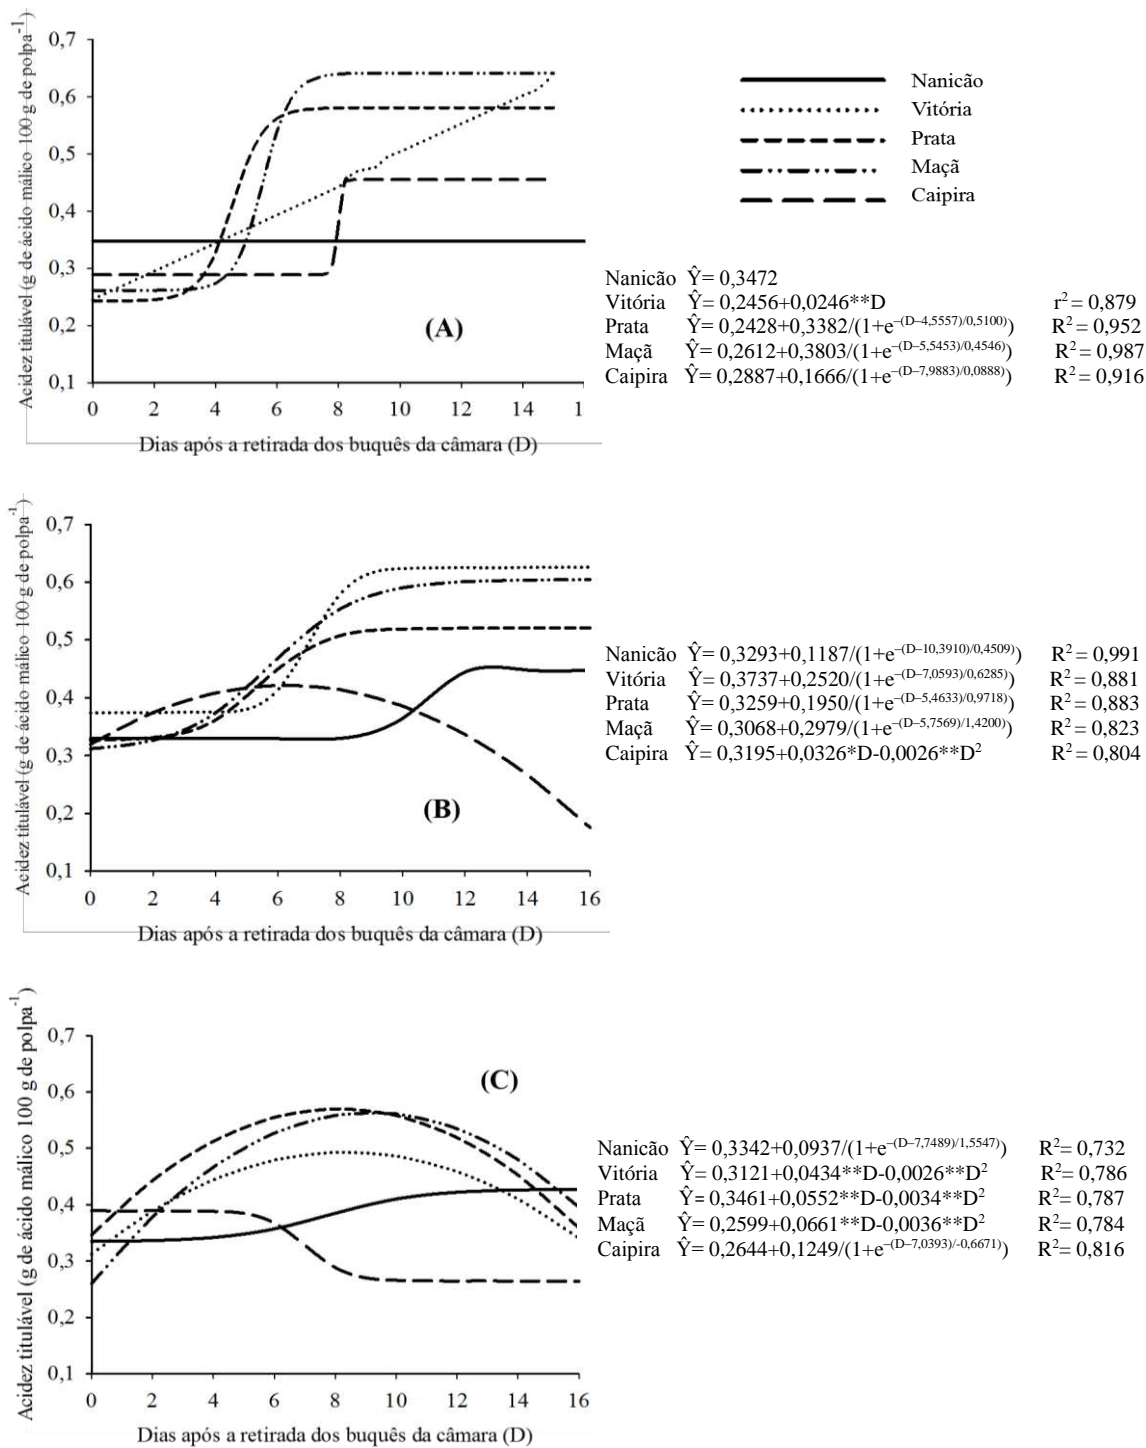 Acidez titulável (g de ácido málico 100 g de polpa⁻¹)
0,7
0,6
0,5
0,4
0,3
0,2
0,1
0 2 4 6 8 10 12 14 1
(A)
Dias após a retirada dos buquês da câmara (D)
Nanicão
Vitória
Prata
Maçã
Caipira
Nanicão Ŷ= 0,3472
Vitória Ŷ= 0,2456+0,0246**D r² = 0,879
Prata Ŷ= 0,2428+0,3382/(1+e^–(D–4,5557)/0,5100)) R² = 0,952
Maçã Ŷ= 0,2612+0,3803/(1+e^–(D–5,5453)/0,4546)) R² = 0,987
Caipira Ŷ= 0,2887+0,1666/(1+e^–(D–7,9883)/0,0888)) R² = 0,916
Acidez titulável (g de ácido málico 100 g de polpa⁻¹)
0,7
0,6
0,5
0,4
0,3
0,2
0,1
0 2 4 6 8 10 12 14 16
(B)
Dias após a retirada dos buquês da câmara (D)
Nanicão Ŷ= 0,3293+0,1187/(1+e^–(D–10,3910)/0,4509)) R² = 0,991
Vitória Ŷ= 0,3737+0,2520/(1+e^–(D–7,0593)/0,6285)) R² = 0,881
Prata Ŷ= 0,3259+0,1950/(1+e^–(D–5,4633)/0,9718)) R² = 0,883
Maçã Ŷ= 0,3068+0,2979/(1+e^–(D–5,7569)/1,4200)) R² = 0,823
Caipira Ŷ= 0,3195+0,0326*D-0,0026**D² R² = 0,804
Acidez titulável (g de ácido málico 100 g de polpa⁻¹)
0,7
0,6
0,5
0,4
0,3
0,2
0,1
0 2 4 6 8 10 12 14 16
(C)
Dias após a retirada dos buquês da câmara (D)
Nanicão Ŷ= 0,3342+0,0937/(1+e^–(D–7,7489)/1,5547)) R²= 0,732
Vitória Ŷ= 0,3121+0,0434**D-0,0026**D² R²= 0,786
Prata Ŷ= 0,3461+0,0552**D-0,0034**D² R²= 0,787
Maçã Ŷ= 0,2599+0,0661**D-0,0036**D² R²= 0,784
Caipira Ŷ= 0,2644+0,1249/(1+e^–(D–7,0393)/-0,6671)) R²= 0,816